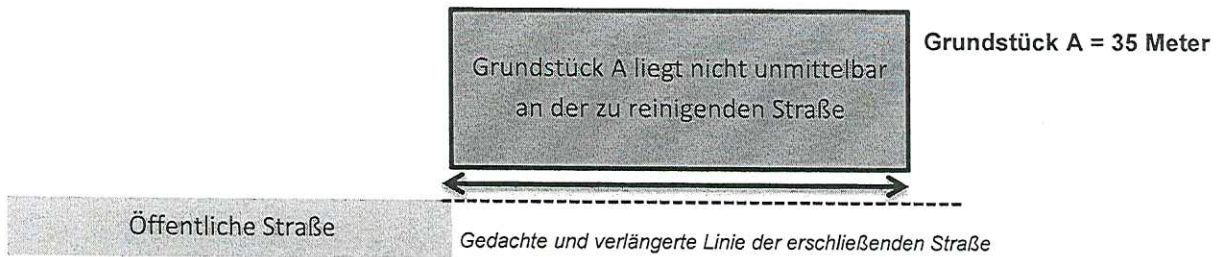 Grundstück A = 35 Meter
Grundstück A liegt nicht unmittelbar
an der zu reinigenden Straße
Öffentliche Straße
Gedachte und verlängerte Linie der erschließenden Straße